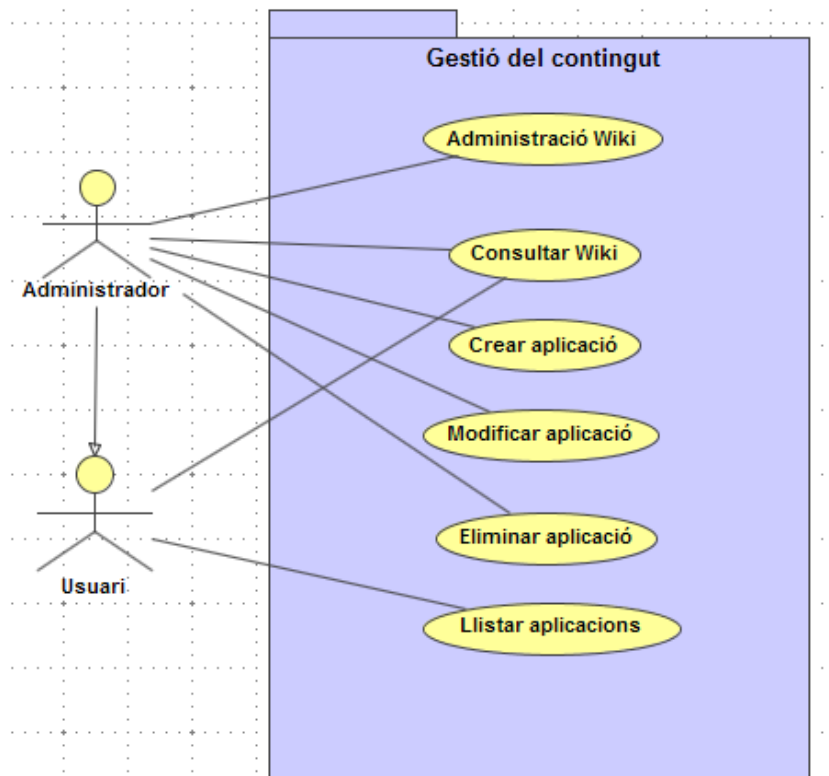 Gestió del contingut
Administració Wiki
Consultar Wiki
Administrador
Crear aplicació
Modificar aplicació
Eliminar aplicació
Usuari
Llistar aplicacions